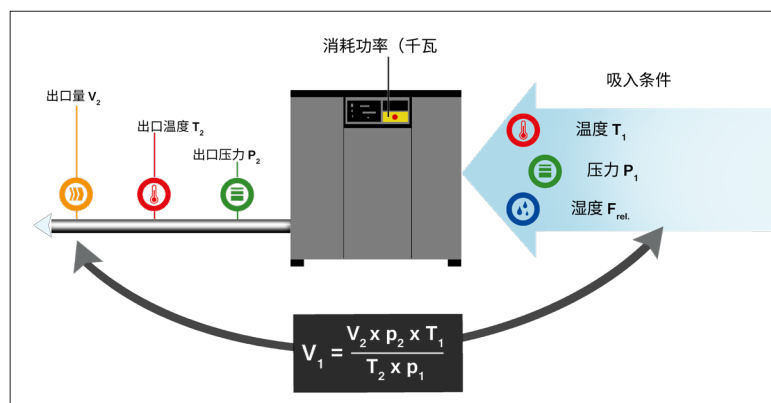 消耗功率（千瓦
吸入条件
出口量 V₂
出口温度 T₂
出口压力 P₂
温度 T₁
压力 P₁
湿度 F rel.
V₁ = V₂ x p₂ x T₁
T₂ x p₁